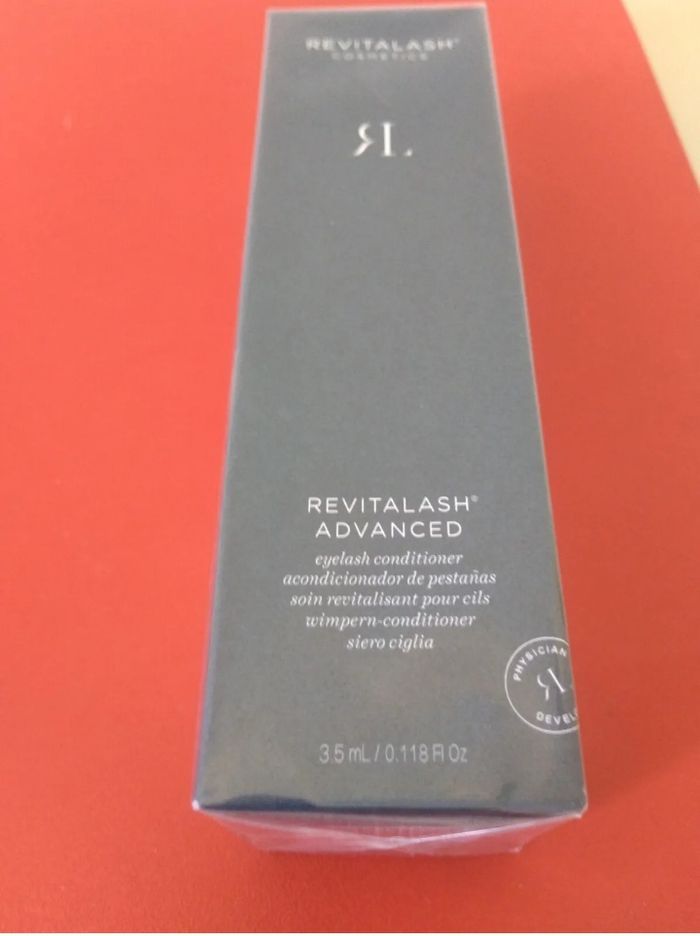 REVITALASH®
COSMETICS
RL
REVITALASH®
ADVANCED
eyelash conditioner
acondicionador de pestañas
soin revitalisant pour cils
wimpern-conditioner
siero ciglia
PHYSICIAN
RL
DEVEL
3.5 mL / 0.118 Fl Oz